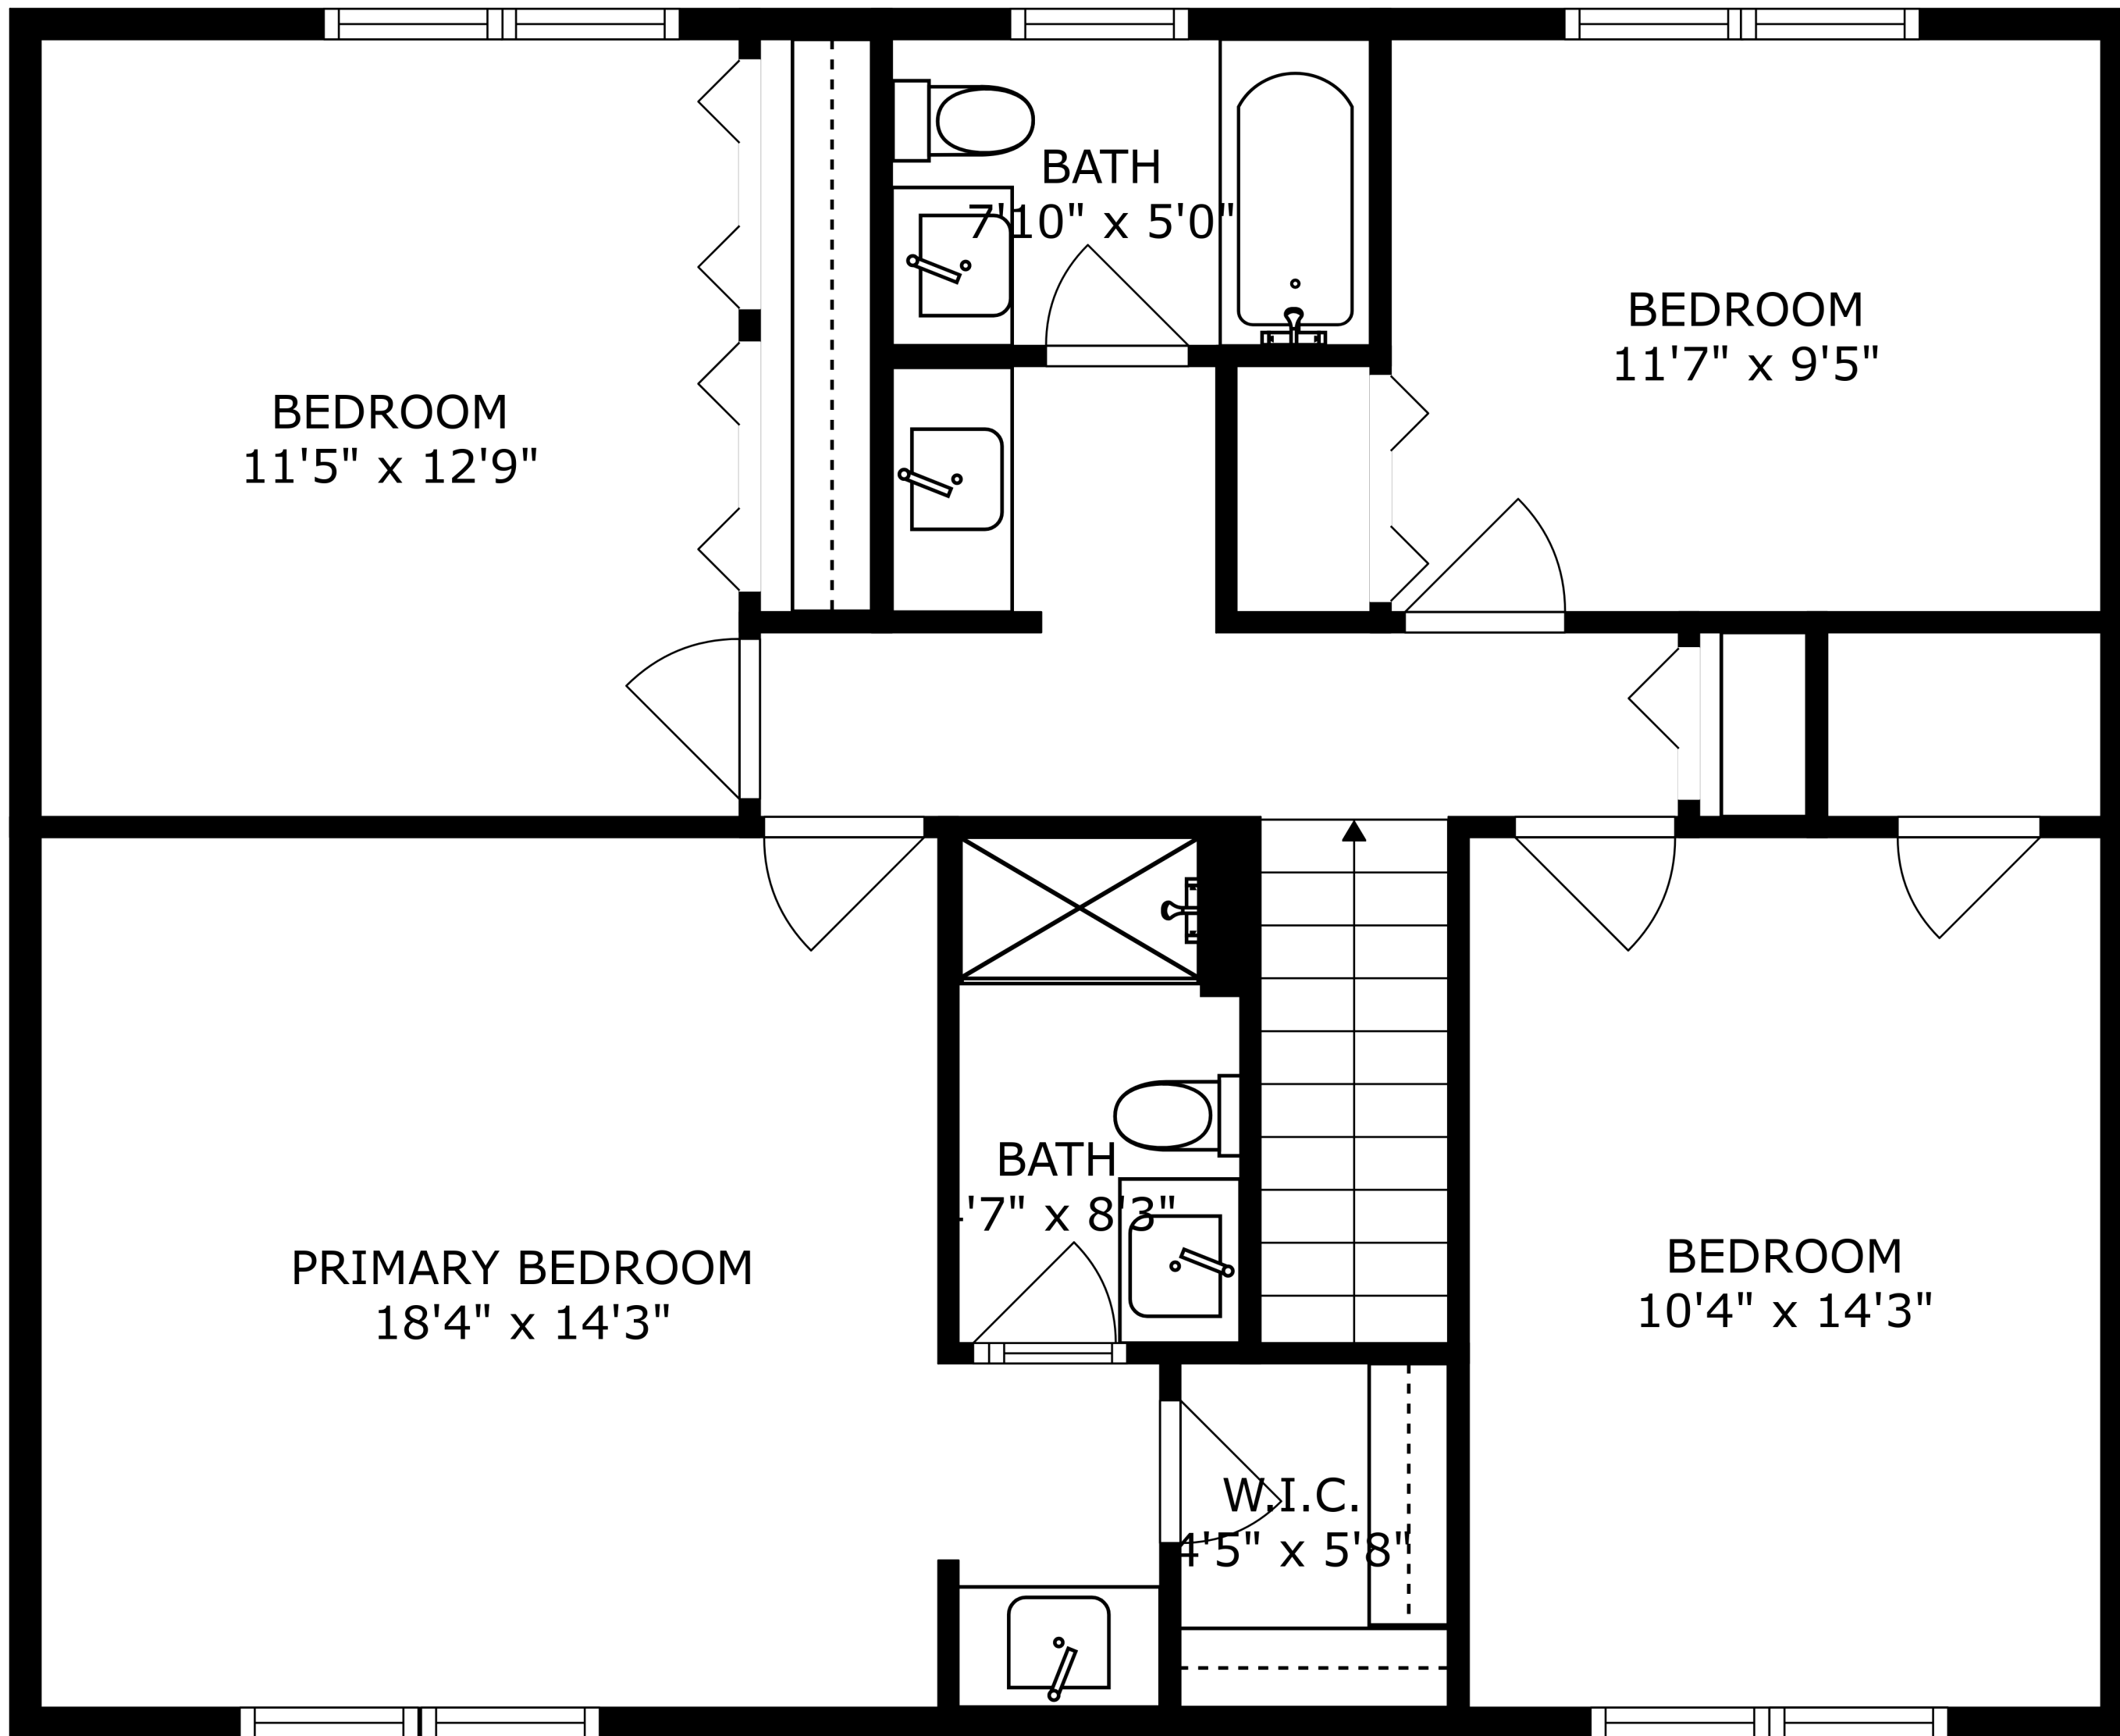 BATH
7'10" x 5'0"
BEDROOM
11'7" x 9'5"
BEDROOM
11'5" x 12'9"
BATH
'7" x 8'3"
BEDROOM
10'4" x 14'3"
PRIMARY BEDROOM
18'4" x 14'3"
W.I.C.
4'5" x 5'8"